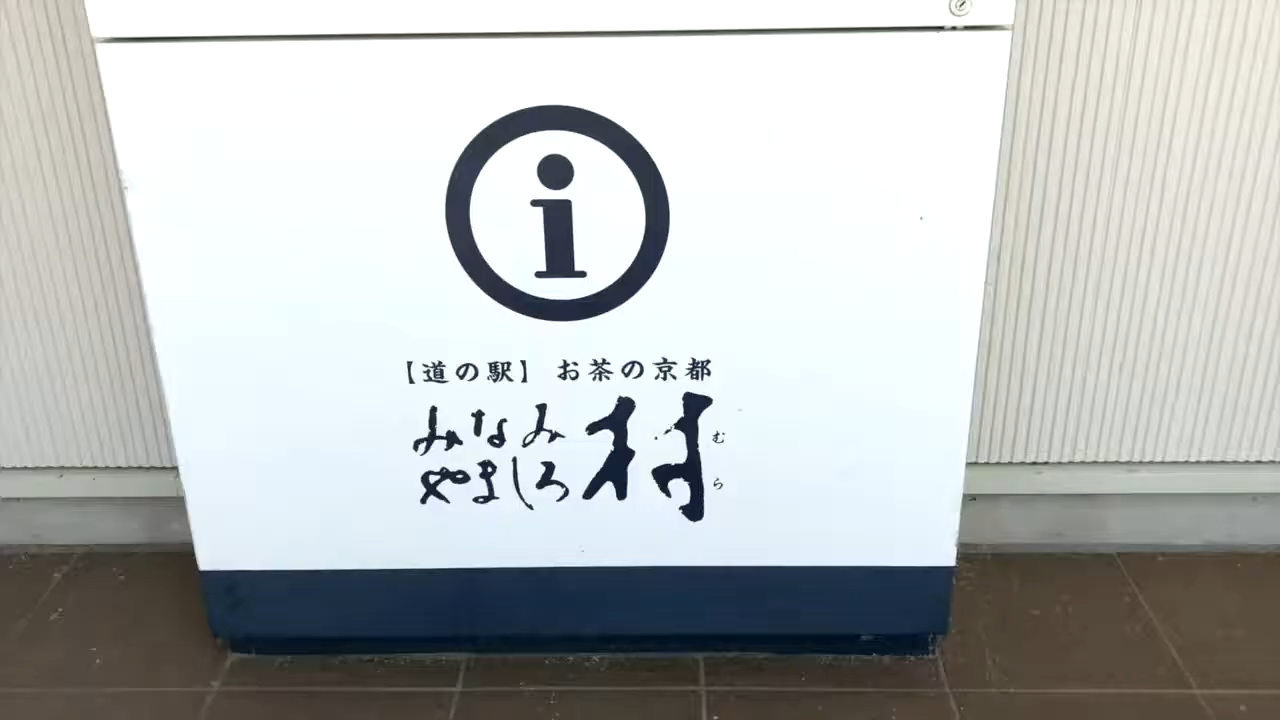 i
【道の駅】 お茶の京都
みなみ
やましろ村
むら